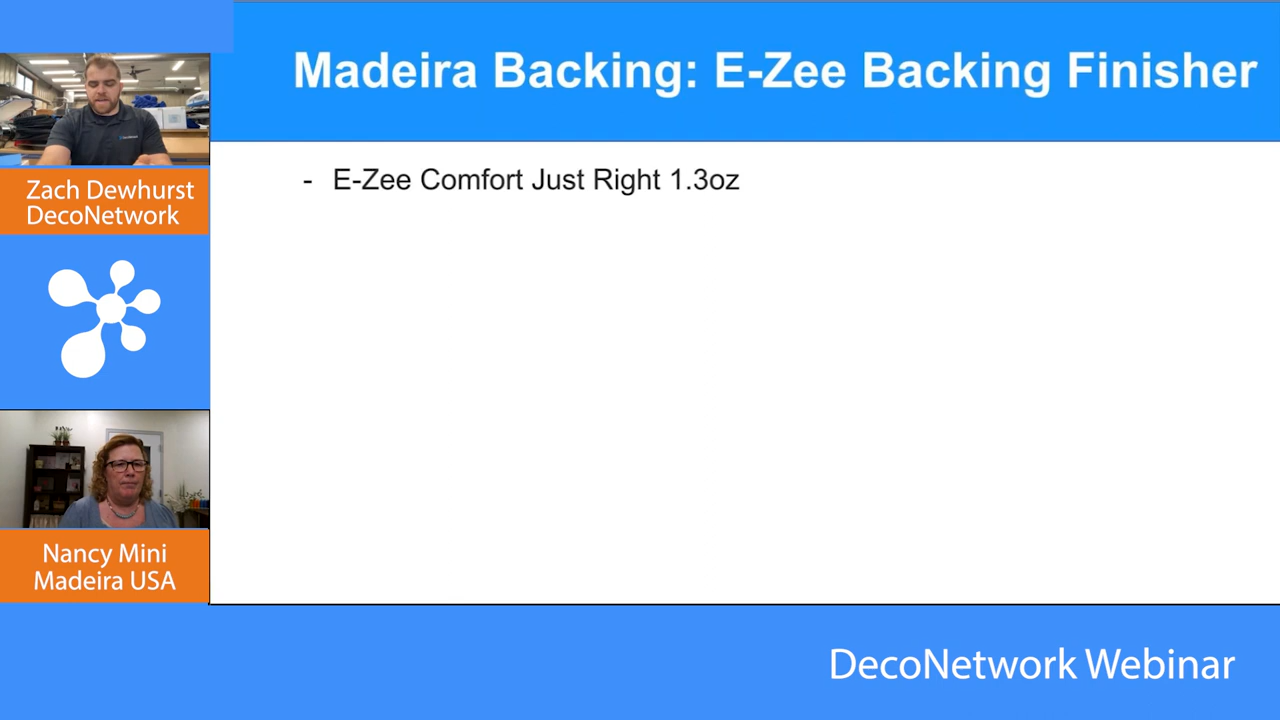 Madeira Backing: E-Zee Backing Finisher
- E-Zee Comfort Just Right 1.3oz
Zach Dewhurst
DecoNetwork
Nancy Mini
Madeira USA
DecoNetwork Webinar